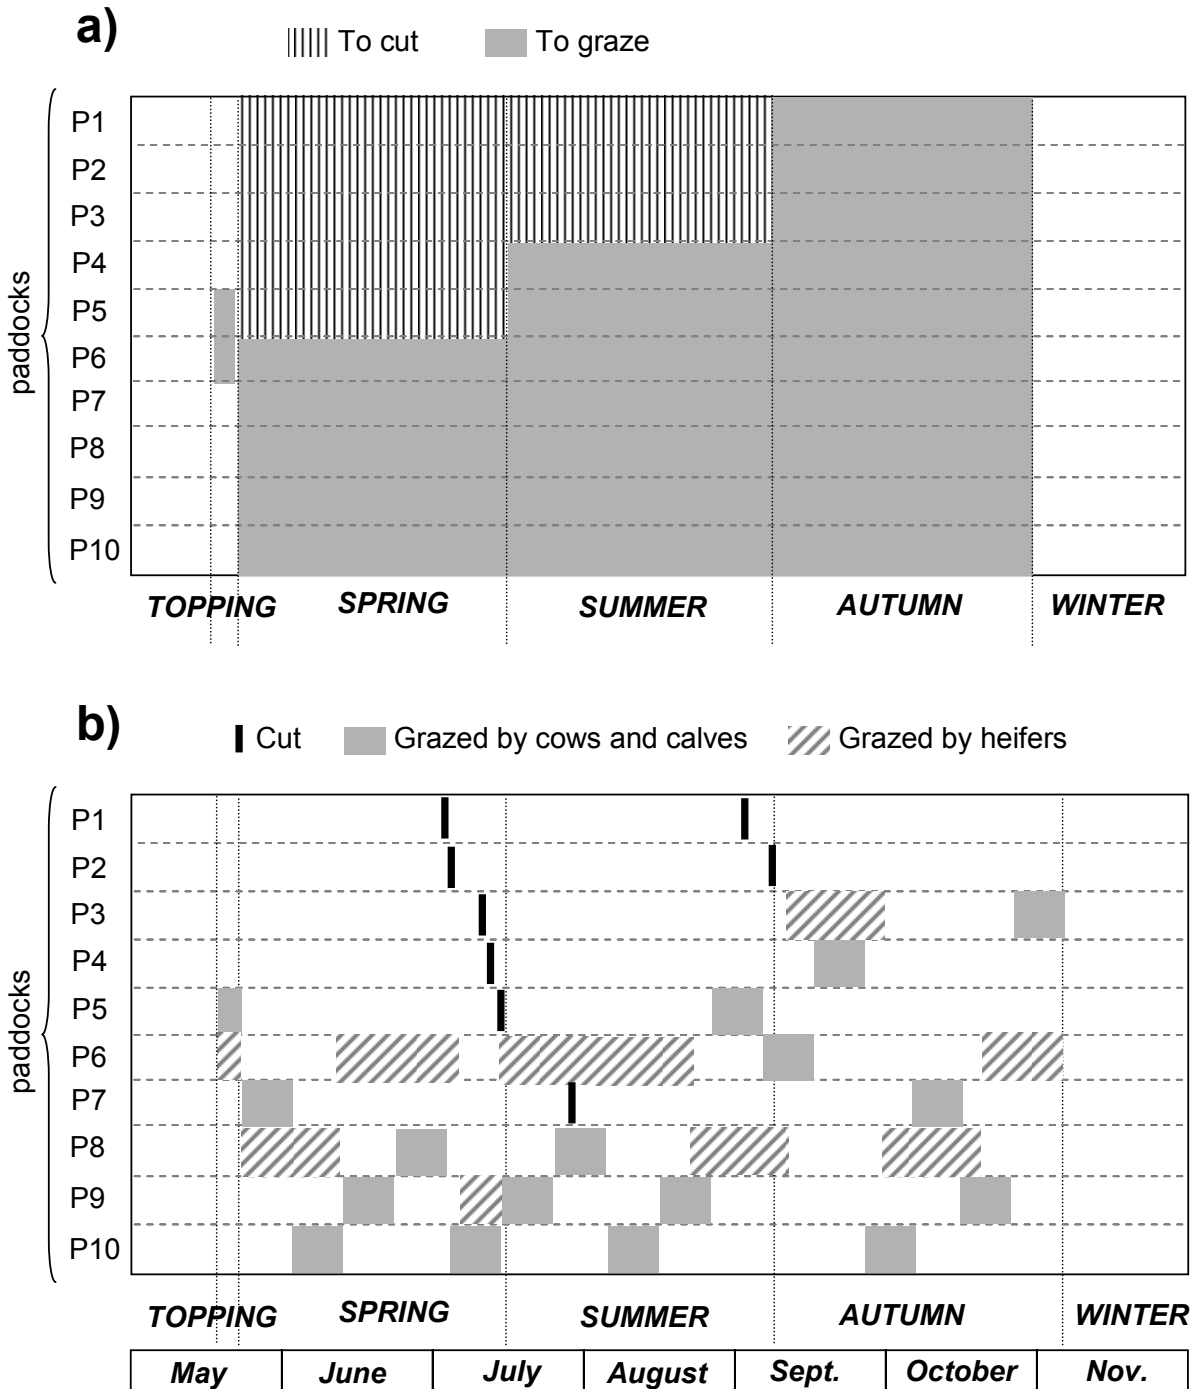 a)
To cut To graze
P1
P2
P3
P4
P5
P6
P7
P8
P9
P10
paddocks
TOPPING SPRING SUMMER AUTUMN WINTER
b)
Cut Grazed by cows and calves Grazed by heifers
P1
P2
P3
P4
P5
P6
P7
P8
P9
P10
paddocks
TOPPING SPRING SUMMER AUTUMN WINTER
May June July August Sept. October Nov.